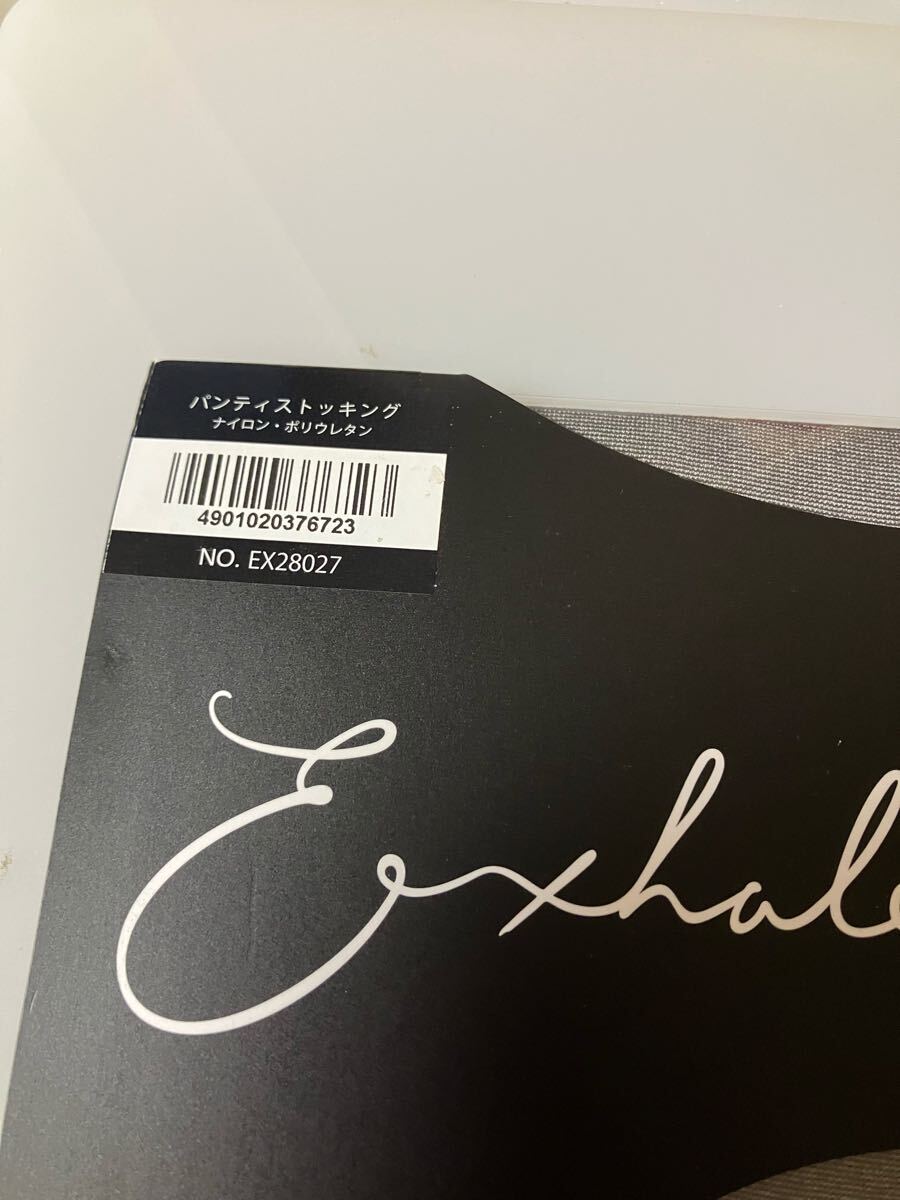 パンティストッキング
ナイロン・ポリウレタン
4901020376723
NO. EX28027
Exhale